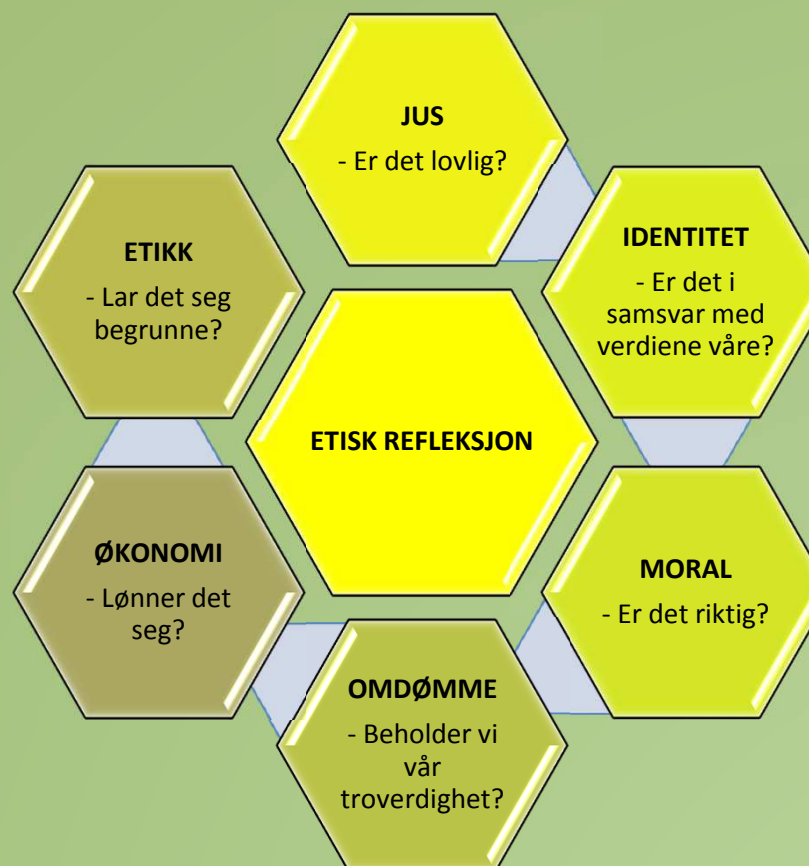 JUS
- Er det lovlig?
IDENTITET
- Er det i
samsvar med
verdiene våre?
MORAL
- Er det riktig?
OMDØMME
- Beholder vi
vår
troverdighet?
ØKONOMI
- Lønner det
seg?
ETIKK
- Lar det seg
begrunne?
ETISK REFLEKSJON